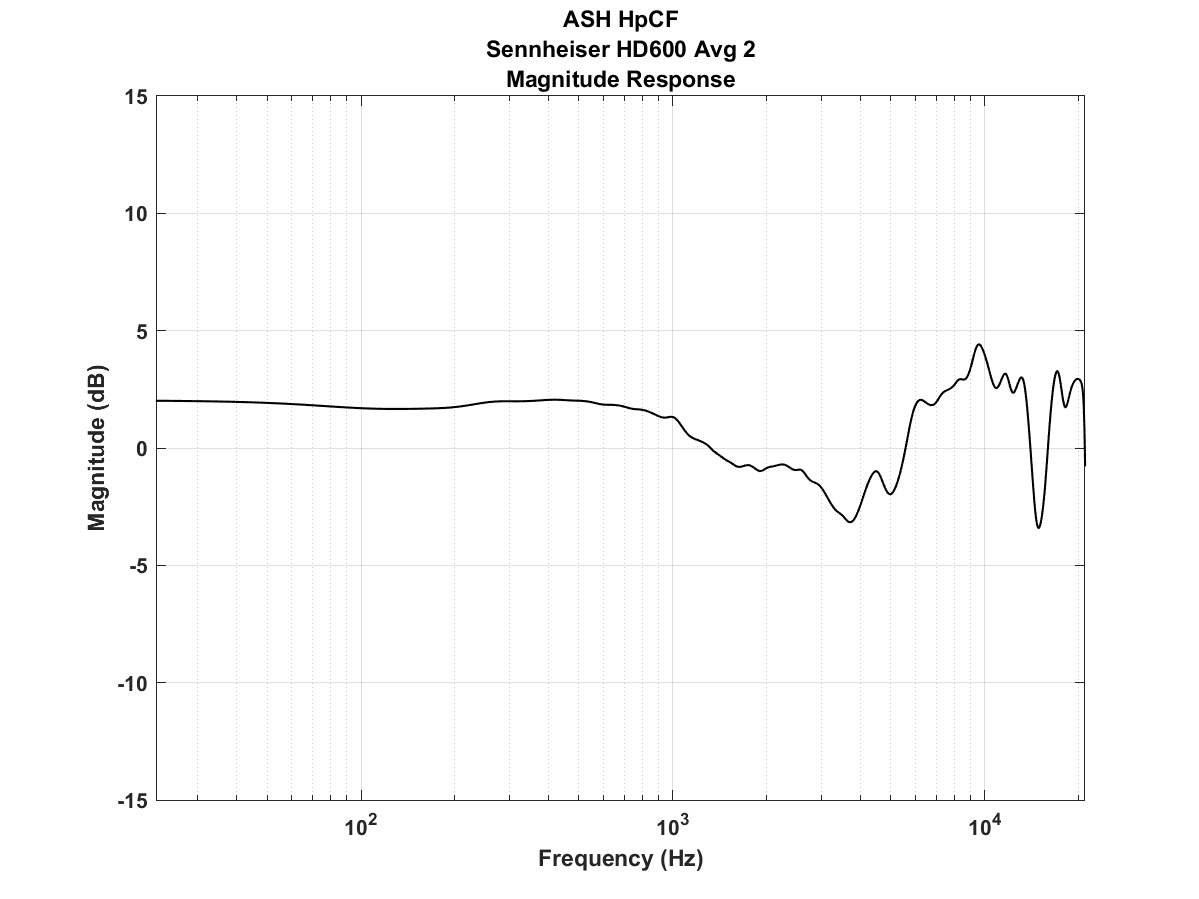 ASH HpCF
Sennheiser HD600 Avg 2
Magnitude Response
15
10
5
0
-5
-10
-15
Magnitude (dB)
10² 10³ 10⁴
Frequency (Hz)